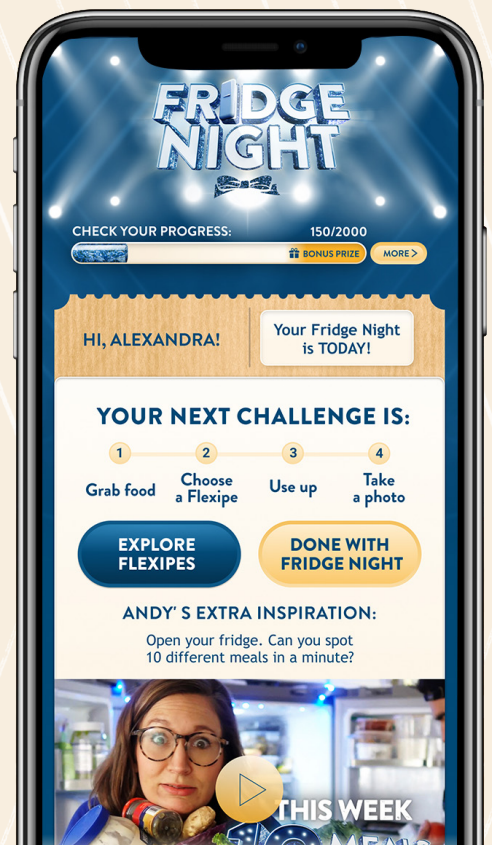 FRIDGE
NIGHT
CHECK YOUR PROGRESS: 150/2000
BONUS PRIZE MORE >
HI, ALEXANDRA!
Your Fridge Night
is TODAY!
YOUR NEXT CHALLENGE IS:
1 2 3 4
Grab food
Choose
a Flexipe
Use up
Take
a photo
EXPLORE
FLEXIPES
DONE WITH
FRIDGE NIGHT
ANDY' S EXTRA INSPIRATION:
Open your fridge. Can you spot
10 different meals in a minute?
THIS WEEK
10 MEALS